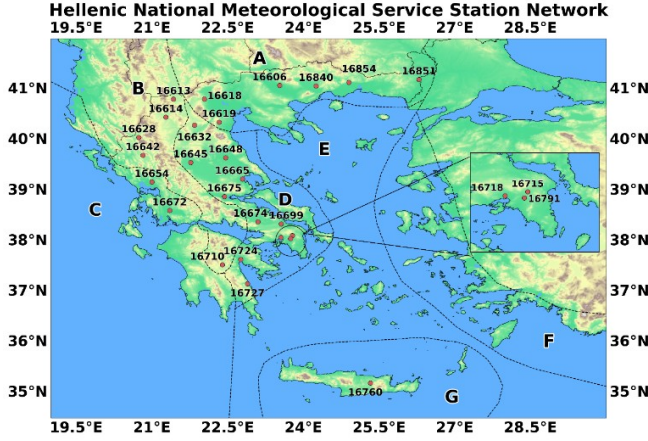 Hellenic National Meteorological Service Station Network
19.5°E 21°E 22.5°E 24°E 25.5°E 27°E 28.5°E
A
16854
16606 16840 16851
41°N B 41°N
16613
16618
16614
16619
16628 16632
40°N E 40°N
16642 16648
16645
16665
16715
16718
16654
39°N 39°N
16675 16791
D
C 16672 16674 16699
38°N 38°N
16724
16710
37°N 37°N
16727
36°N F 36°N
35°N G 35°N
16760
19.5°E 21°E 22.5°E 24°E 25.5°E 27°E 28.5°E